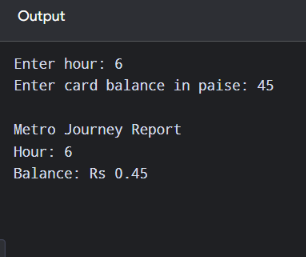 Output
Enter hour: 6
Enter card balance in paise: 45
Metro Journey Report
Hour: 6
Balance: Rs 0.45